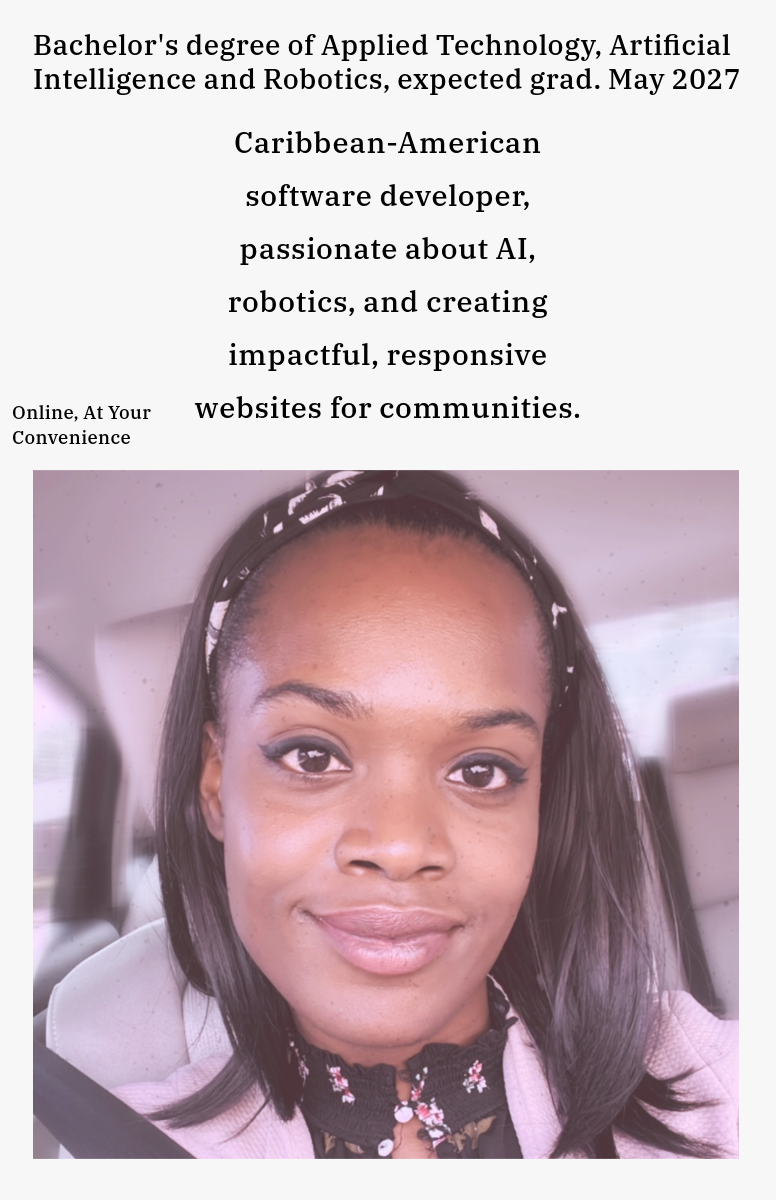 Bachelor's degree of Applied Technology, Artificial
Intelligence and Robotics, expected grad. May 2027
Caribbean-American
software developer,
passionate about AI,
robotics, and creating
impactful, responsive
websites for communities.
Online, At Your
Convenience